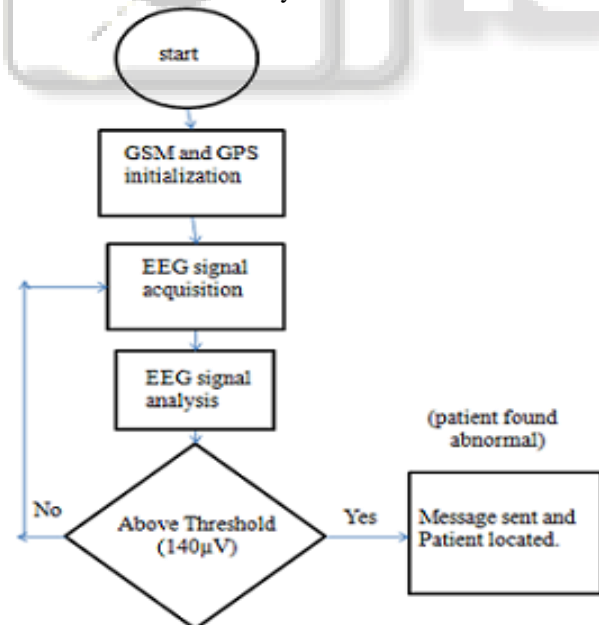 start
GSM and GPS
initialization
EEG signal
acquisition
EEG signal
analysis
(patient found
abnormal)
No
Above Threshold
(140µV)
Yes
Message sent and
Patient located.